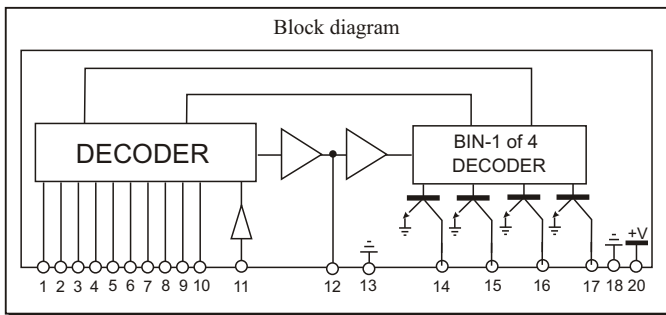 Block diagram
DECODER
BIN-1 of 4
DECODER
+V
1 2 3 4 5 6 7 8 9 10 11 12 13 14 15 16 17 18 20